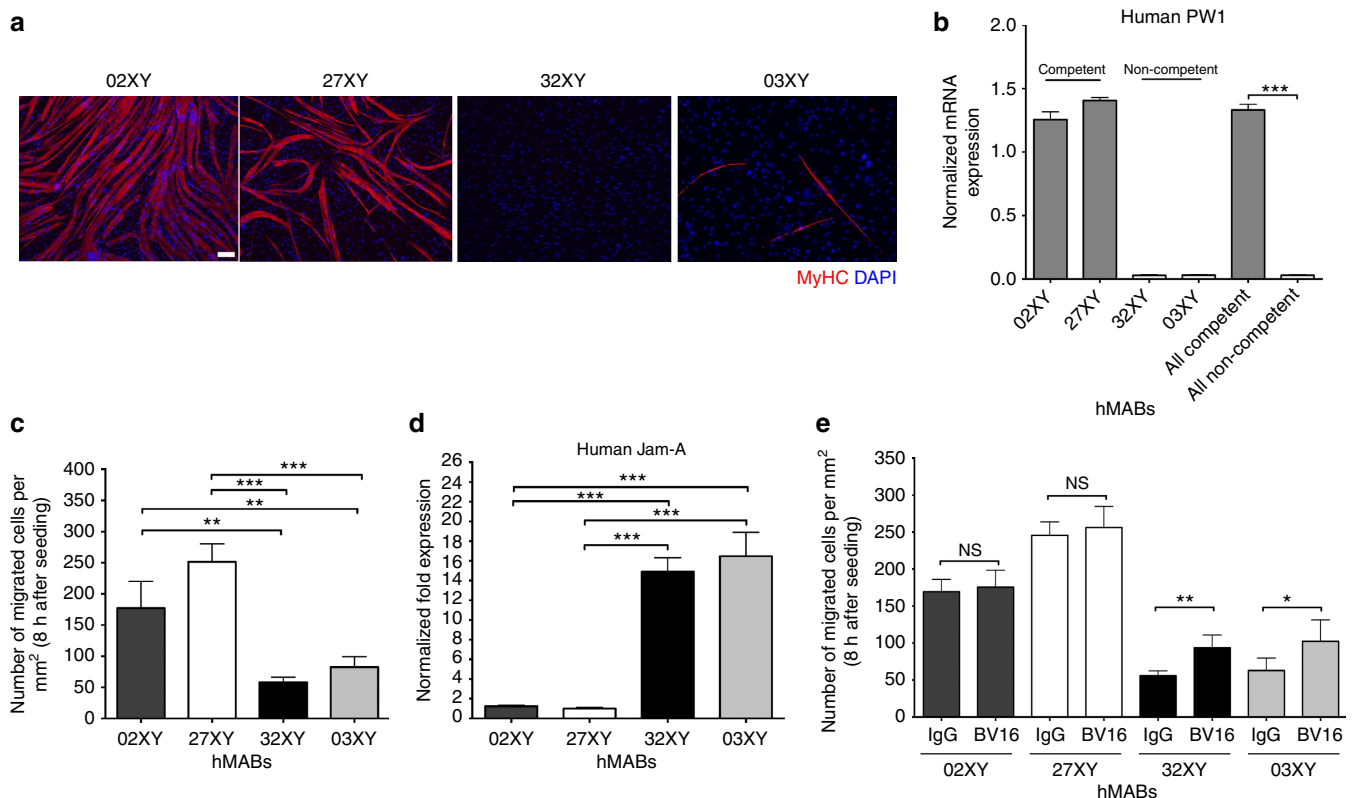 a
02XY 27XY 32XY 03XY
MyHC DAPI
b
Human PW1
Normalized mRNA
expression
2.0
1.5
1.0
0.5
0.0
Competent Non-competent
***
02XY 27XY 32XY 03XY All competent All non-competent
hMABs
c
Number of migrated cells per
mm² (8 h after seeding)
400
350
300
250
200
150
100
50
0
***
***
**
**
02XY 27XY 32XY 03XY
hMABs
d
Human Jam-A
Normalized fold expression
26
24
22
20
18
16
14
12
10
8
6
4
2
0
***
***
***
***
02XY 27XY 32XY 03XY
hMABs
e
Number of migrated cells per mm²
(8 h after seeding)
350
300
250
200
150
100
50
0
NS NS ** *
IgG BV16 IgG BV16 IgG BV16 IgG BV16
02XY 27XY 32XY 03XY
hMABs